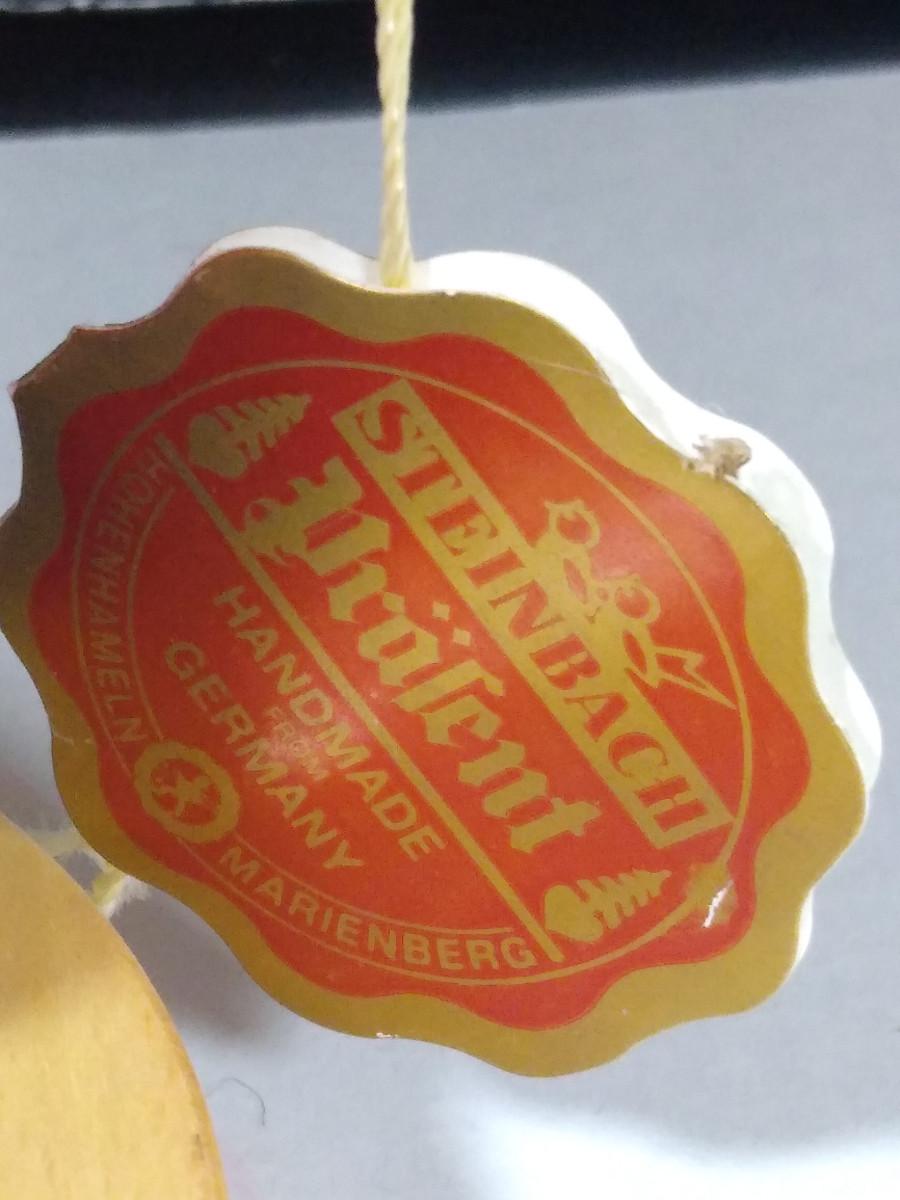 STEINBACH
Präsent
HANDMADE
FROM
GERMANY
HOHENHAMELN
MARIENBERG